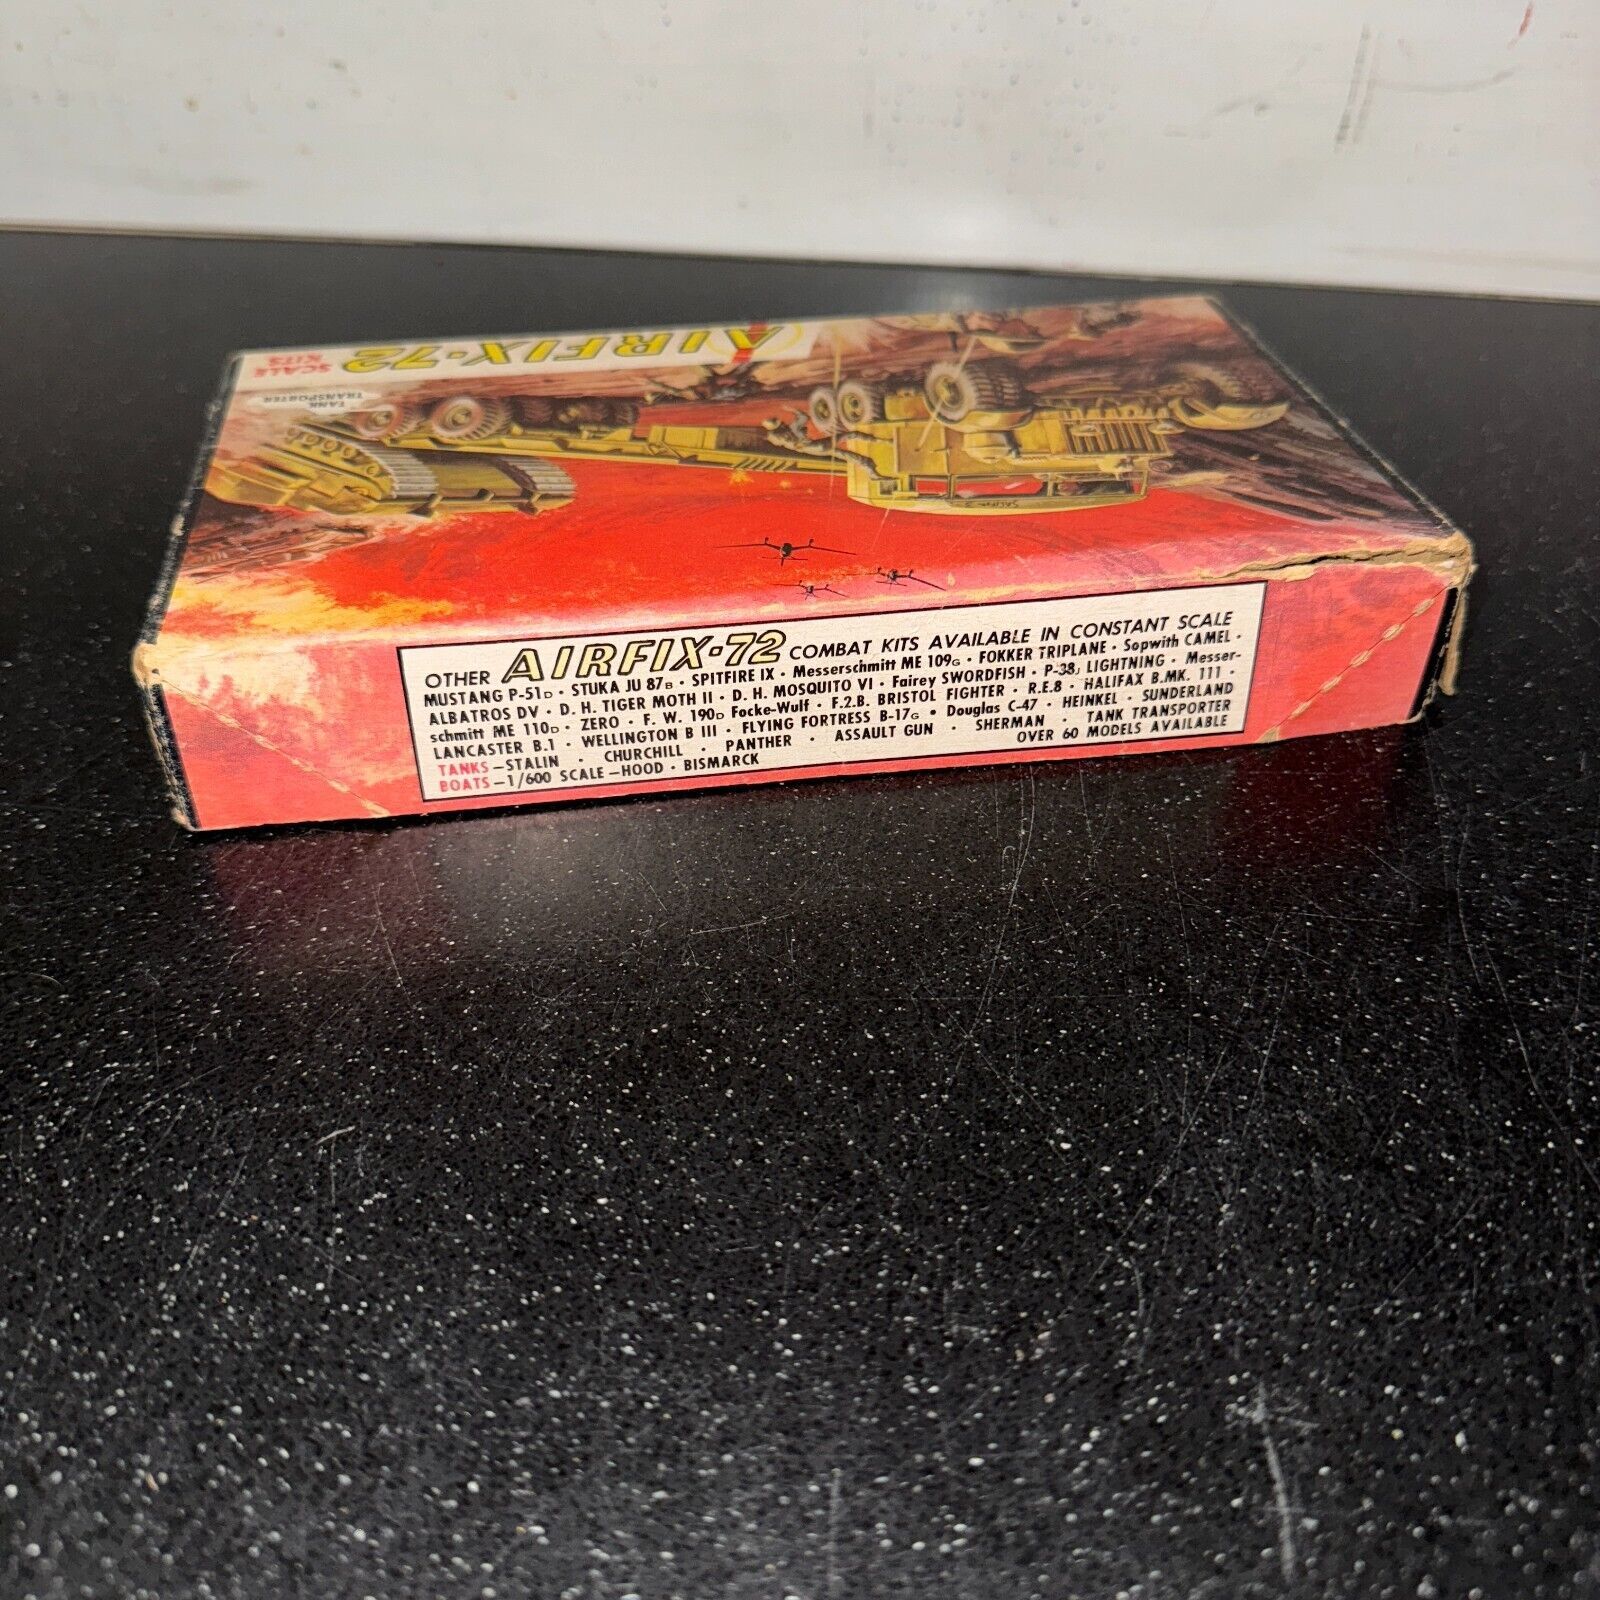 AIRFIX-72
SCALE
KITS
TANK
TRANSPORTER
OTHER AIRFIX-72 COMBAT KITS AVAILABLE IN CONSTANT SCALE
MUSTANG P-51D · STUKA JU 87B · SPITFIRE IX · Messerschmitt ME 109G · FOKKER TRIPLANE · Sopwith CAMEL ·
ALBATROS DV · D. H. TIGER MOTH II · D. H. MOSQUITO VI · Fairey SWORDFISH · P-38J LIGHTNING · Messer-
schmitt ME 110D · ZERO · F. W. 190D Focke-Wulf · F.2.B. BRISTOL FIGHTER · R.E.8 · HALIFAX B.MK. 111 ·
LANCASTER B.1 · WELLINGTON B III · FLYING FORTRESS B-17G · Douglas C-47 · HEINKEL · SUNDERLAND
TANKS—STALIN · CHURCHILL · PANTHER · ASSAULT GUN · SHERMAN · TANK TRANSPORTER
BOATS—1/600 SCALE—HOOD · BISMARCK OVER 60 MODELS AVAILABLE